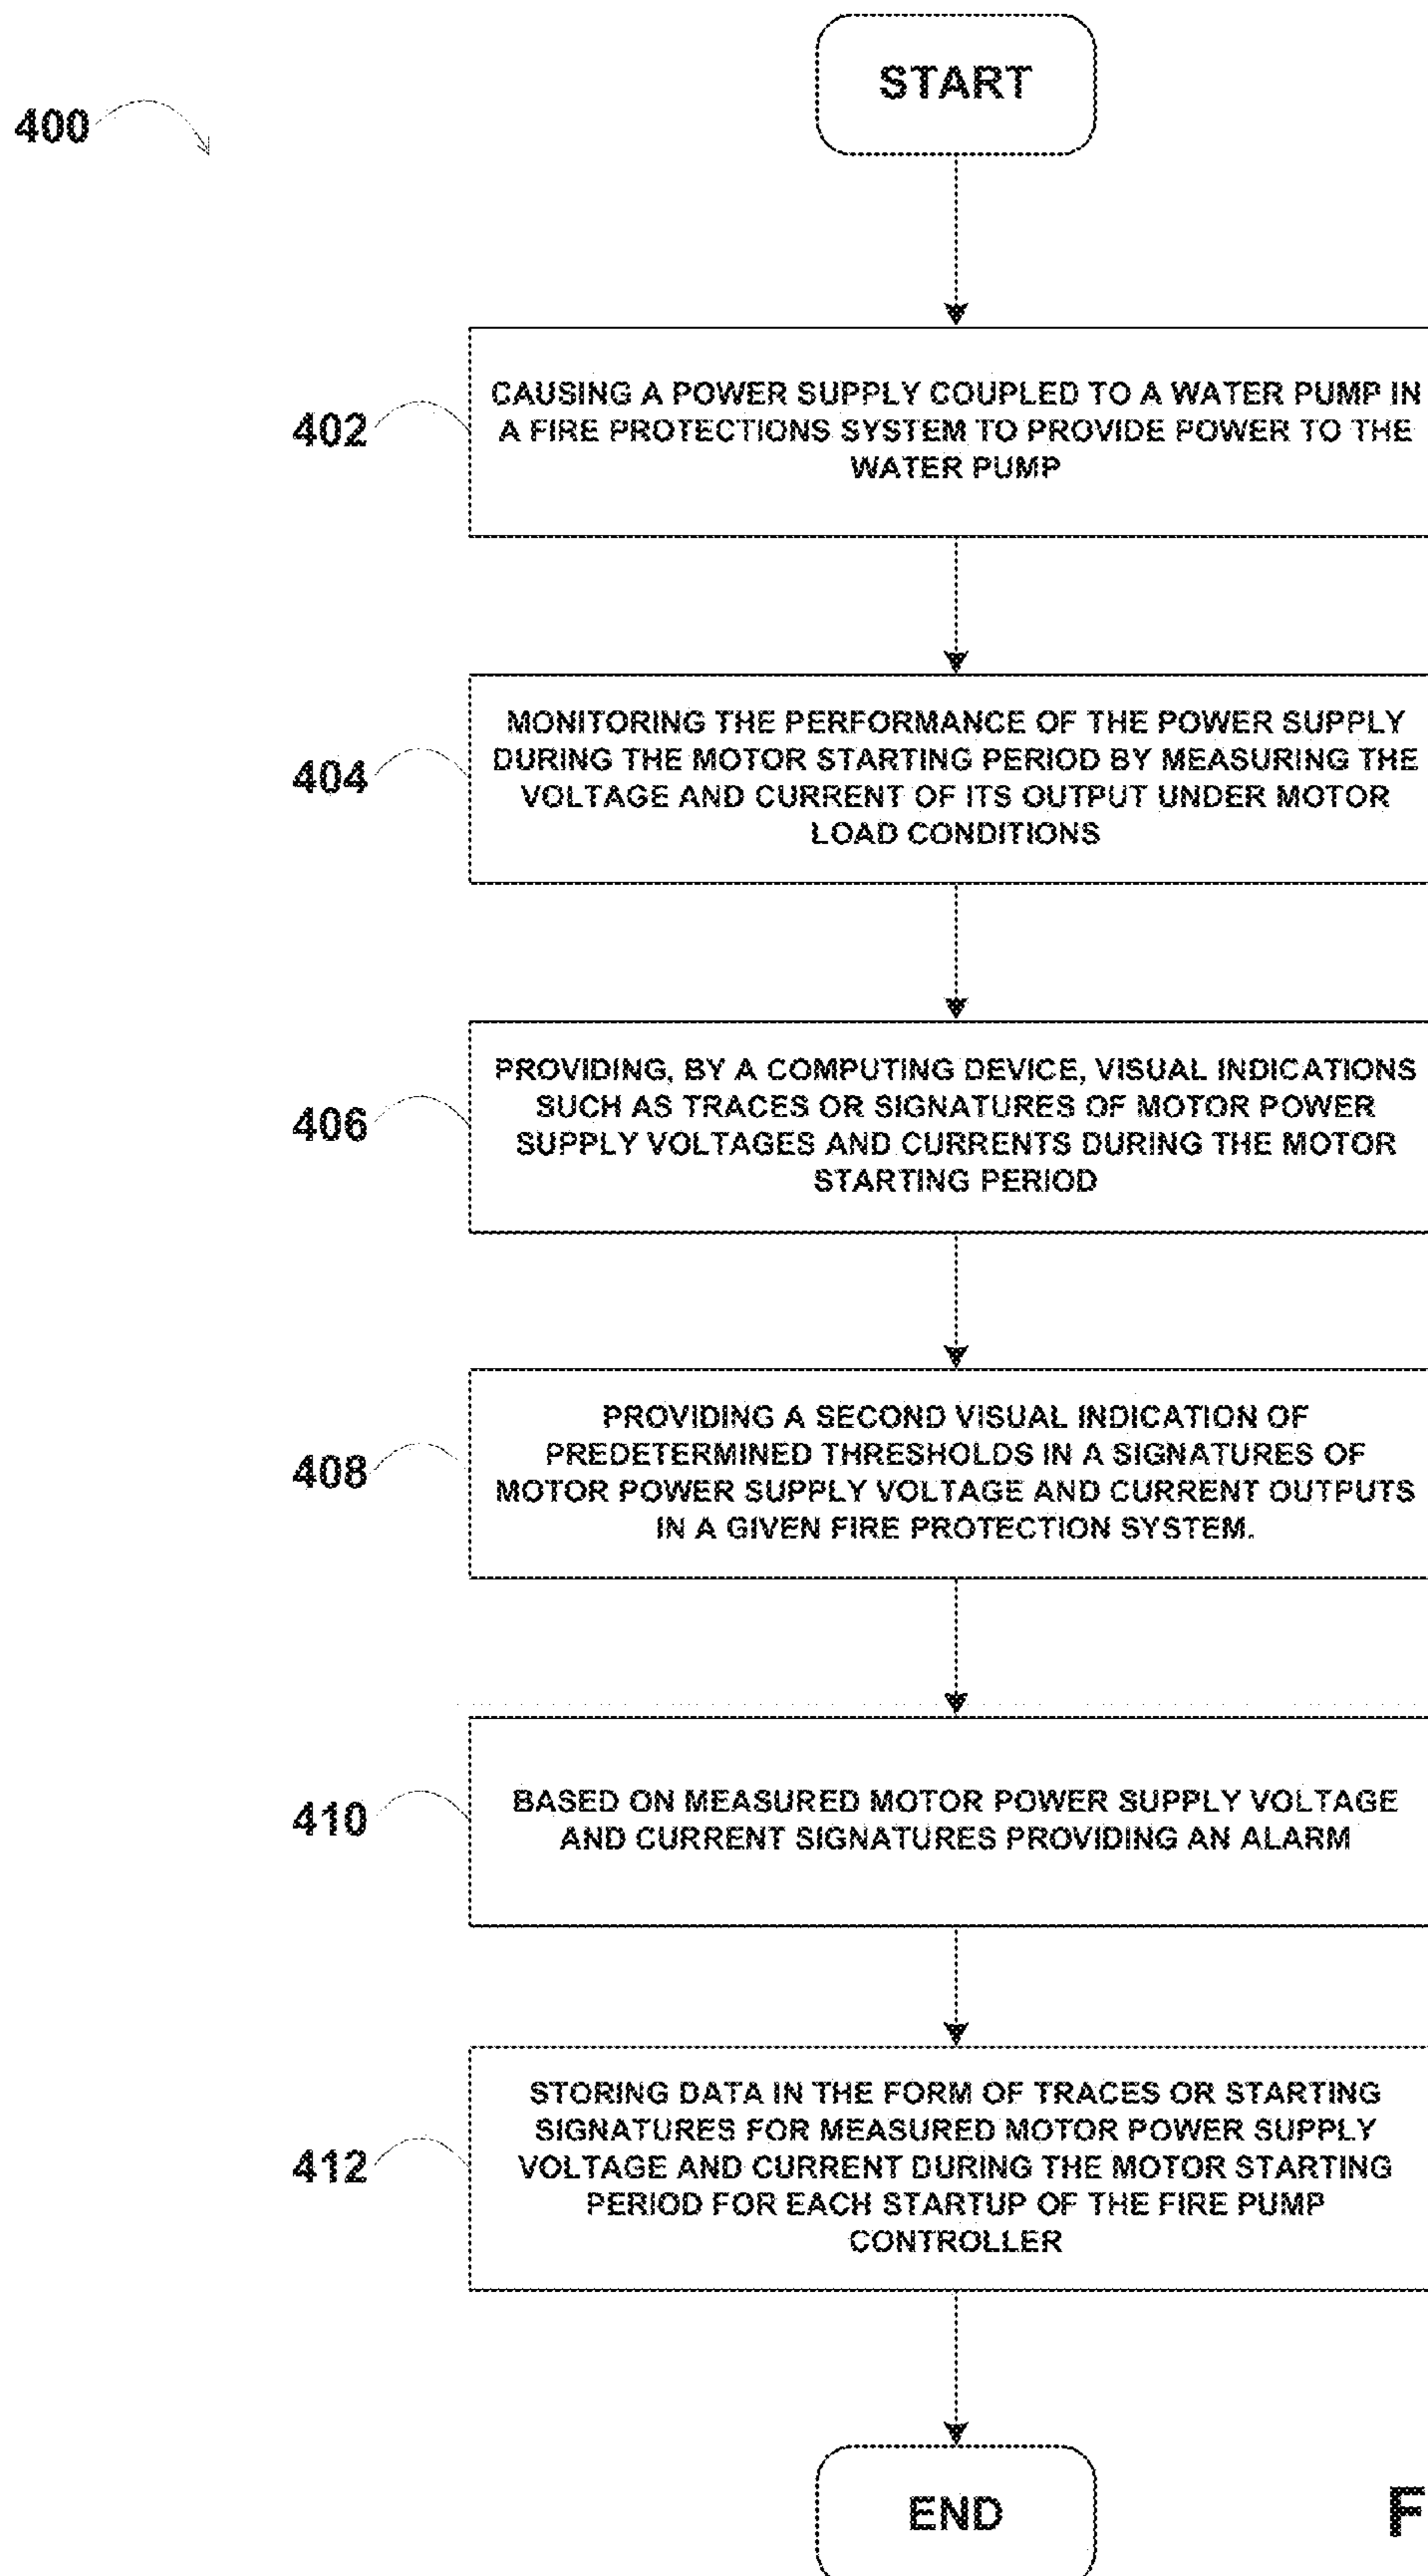 START
400
402
CAUSING A POWER SUPPLY COUPLED TO A WATER PUMP IN
A FIRE PROTECTIONS SYSTEM TO PROVIDE POWER TO THE
WATER PUMP
404
MONITORING THE PERFORMANCE OF THE POWER SUPPLY
DURING THE MOTOR STARTING PERIOD BY MEASURING THE
VOLTAGE AND CURRENT OF ITS OUTPUT UNDER MOTOR
LOAD CONDITIONS
406
PROVIDING, BY A COMPUTING DEVICE, VISUAL INDICATIONS
SUCH AS TRACES OR SIGNATURES OF MOTOR POWER
SUPPLY VOLTAGES AND CURRENTS DURING THE MOTOR
STARTING PERIOD
408
PROVIDING A SECOND VISUAL INDICATION OF
PREDETERMINED THRESHOLDS IN A SIGNATURES OF
MOTOR POWER SUPPLY VOLTAGE AND CURRENT OUTPUTS
IN A GIVEN FIRE PROTECTION SYSTEM.
410
BASED ON MEASURED MOTOR POWER SUPPLY VOLTAGE
AND CURRENT SIGNATURES PROVIDING AN ALARM
412
STORING DATA IN THE FORM OF TRACES OR STARTING
SIGNATURES FOR MEASURED MOTOR POWER SUPPLY
VOLTAGE AND CURRENT DURING THE MOTOR STARTING
PERIOD FOR EACH STARTUP OF THE FIRE PUMP
CONTROLLER
END
F